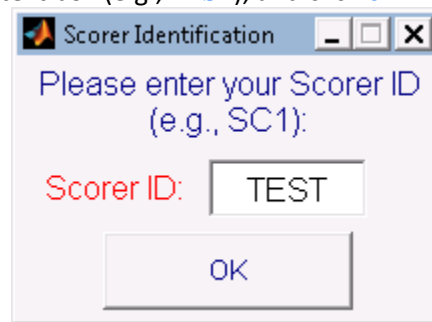 (e.g.,
Scorer Identification
Please enter your Scorer ID
(e.g., SC1):
Scorer ID: TEST
OK